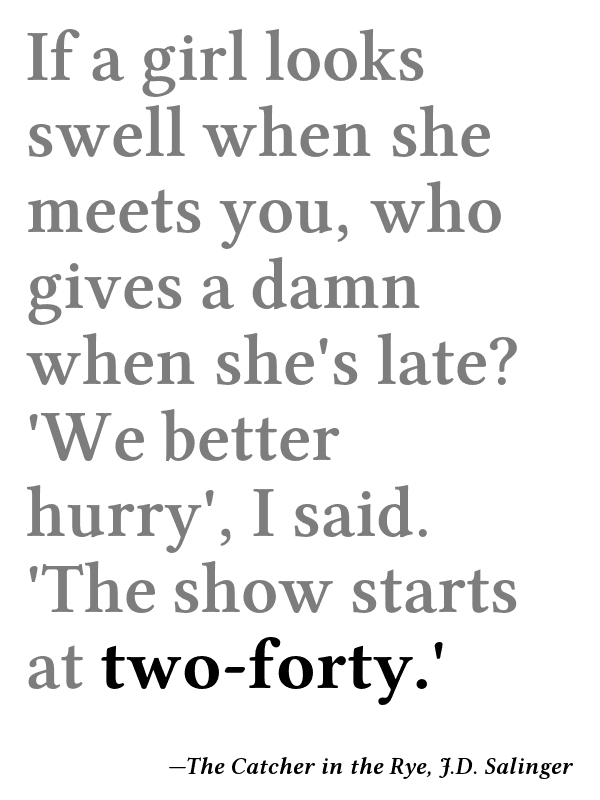 If a girl looks
swell when she
meets you, who
gives a damn
when she's late?
'We better
hurry', I said.
'The show starts
at two-forty.'
—The Catcher in the Rye, J.D. Salinger